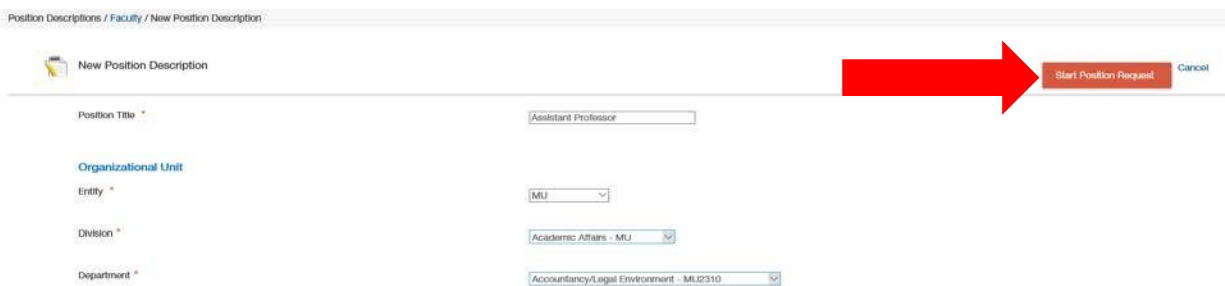 Position Descriptions / Faculty / New Position Description
New Position Description
Start Position Request
Cancel
Position Title *
Assistant Professor
Organizational Unit
Entity *
MU
Division *
Academic Affairs - MU
Department *
Accountancy/Legal Environment - MU2310